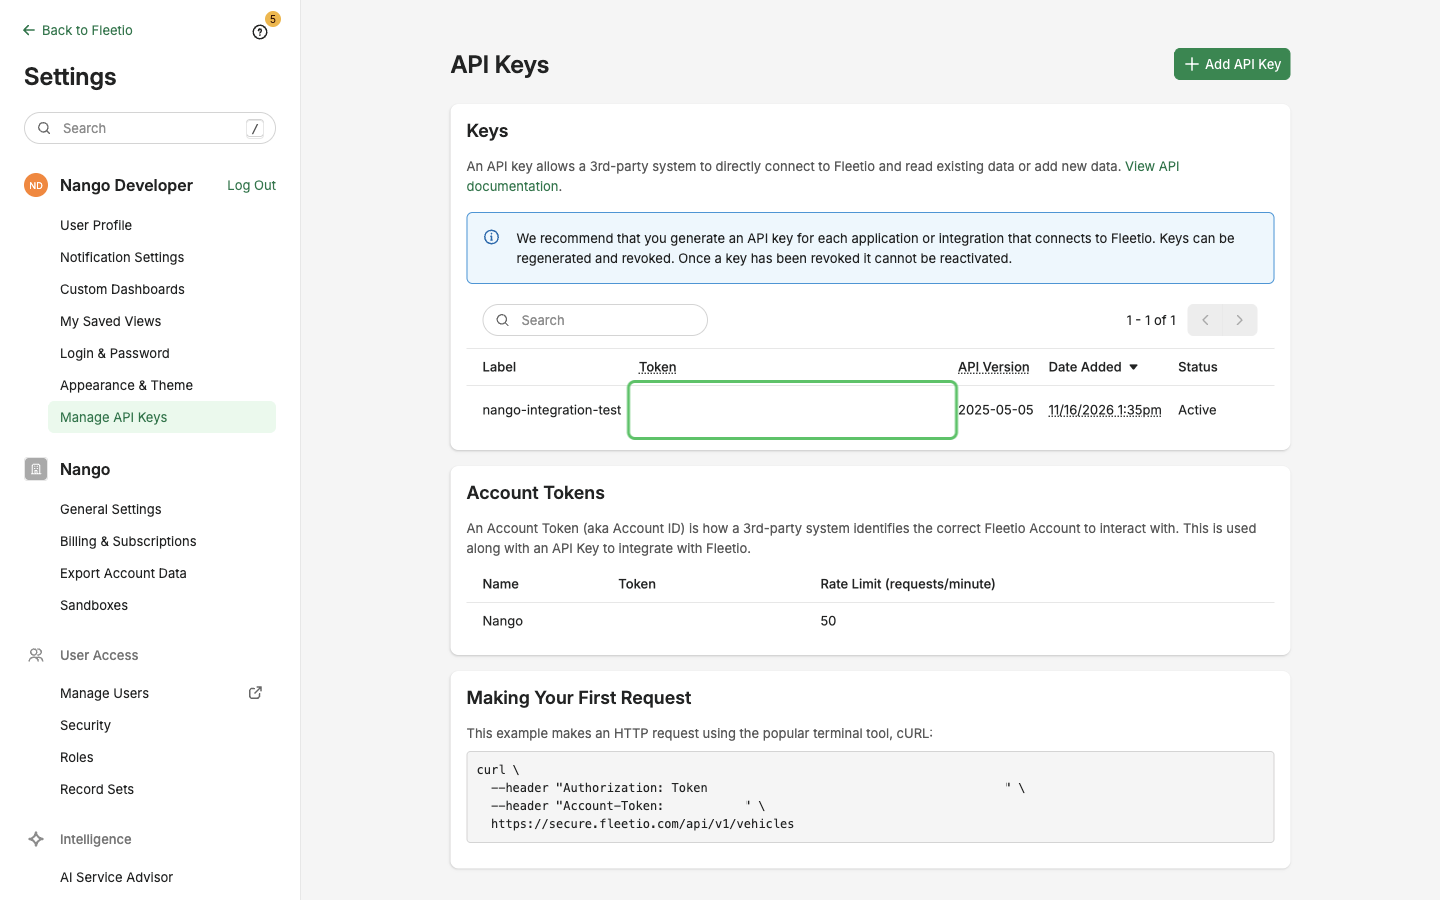 Back to Fleetio
5
Settings
Search
/
ND
Nango Developer
Log Out
User Profile
Notification Settings
Custom Dashboards
My Saved Views
Login & Password
Appearance & Theme
Manage API Keys
Nango
General Settings
Billing & Subscriptions
Export Account Data
Sandboxes
User Access
Manage Users
Security
Roles
Record Sets
Intelligence
AI Service Advisor
API Keys
Add API Key
Keys
An API key allows a 3rd-party system to directly connect to Fleetio and read existing data or add new data. View API
documentation.
We recommend that you generate an API key for each application or integration that connects to Fleetio. Keys can be
regenerated and revoked. Once a key has been revoked it cannot be reactivated.
Search
1 - 1 of 1
Label Token API Version Date Added Status
nango-integration-test 2025-05-05 11/16/2026 1:35pm Active
Account Tokens
An Account Token (aka Account ID) is how a 3rd-party system identifies the correct Fleetio Account to interact with. This is used
along with an API Key to integrate with Fleetio.
Name Token Rate Limit (requests/minute)
Nango 50
Making Your First Request
This example makes an HTTP request using the popular terminal tool, cURL:
curl \
--header "Authorization: Token " \
--header "Account-Token: ' \
https://secure.fleetio.com/api/v1/vehicles